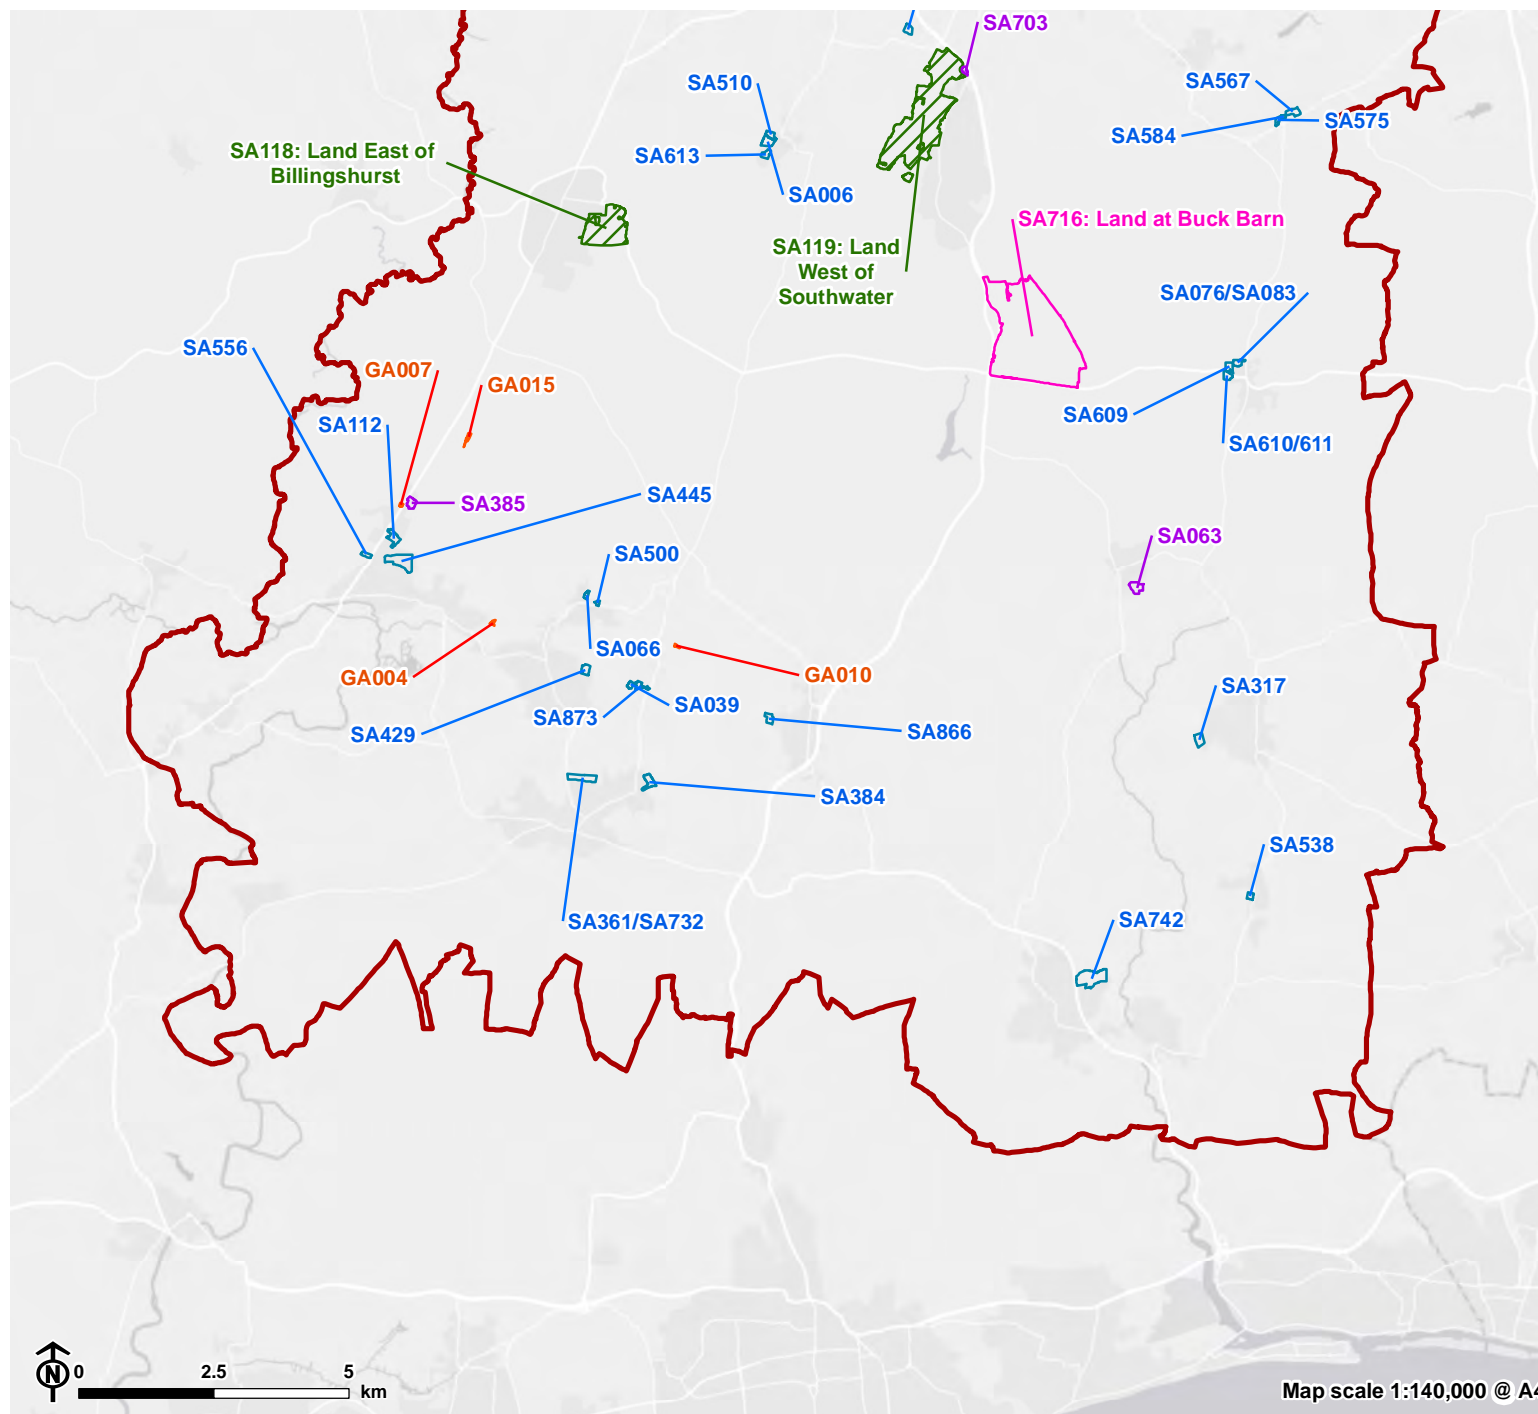 SA703
SA510
SA567
SA575
SA584
SA118: Land East of
Billingshurst
SA613
SA006
SA716: Land at Buck Barn
SA119: Land
West of
Southwater
SA076/SA083
SA556
GA007
GA015
SA112
SA609
SA610/611
SA445
SA385
SA063
SA500
SA066
GA004
GA010
SA317
SA039
SA873
SA429
SA866
SA384
SA538
SA361/SA732
SA742
N
0 2.5 5
km
Map scale 1:140,000 @ A4